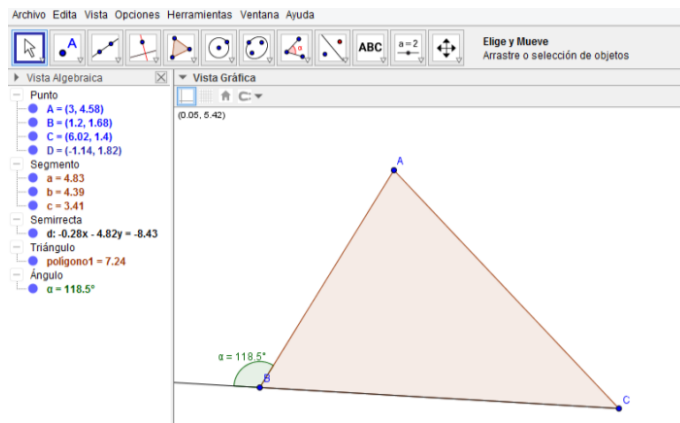 Archivo Edita Vista Opciones Herramientas Ventana Ayuda
A
α
ABC
a=2
Elige y Mueve
Arrastre o selección de objetos
Vista Algebraica
Vista Gráfica
Punto
A = (3, 4.58)
B = (1.2, 1.68)
C = (6.02, 1.4)
D = (-1.14, 1.82)
Segmento
a = 4.83
b = 4.39
c = 3.41
Semirrecta
d: -0.28x - 4.82y = -8.43
Triángulo
polígono1 = 7.24
Ángulo
α = 118.5°
(0.05, 5.42)
A
α = 118.5°
B
C